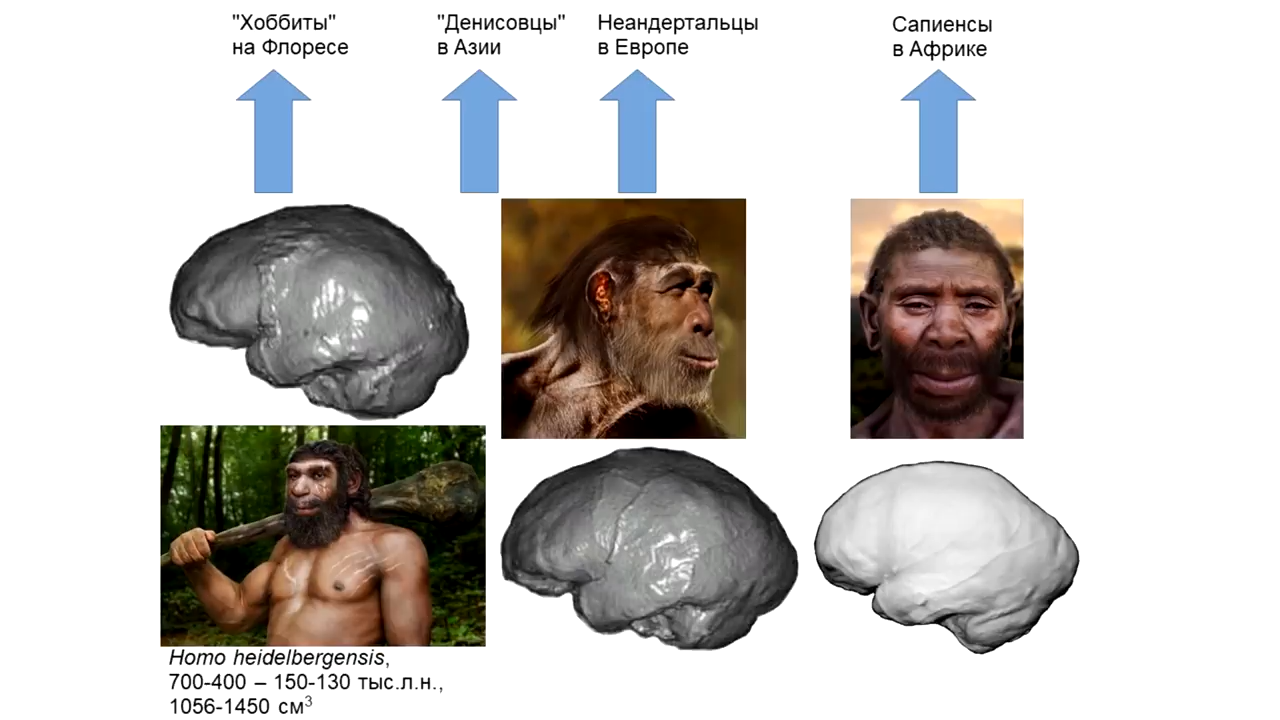 "Хоббиты"
на Флоресе
"Денисовцы"
в Азии
Неандертальцы
в Европе
Сапиенсы
в Африке
Homo heidelbergensis,
700-400 – 150-130 тыс.л.н.,
1056-1450 см³